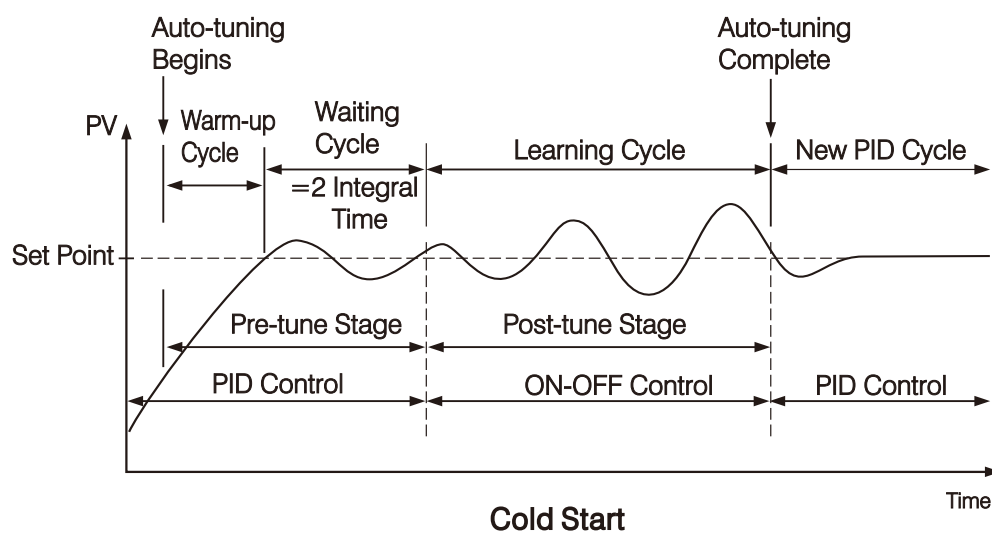 Auto-tuning
Begins
Auto-tuning
Complete
PV
Warm-up
Cycle
Waiting
Cycle
=2 Integral
Time
Learning Cycle
New PID Cycle
Set Point
Pre-tune Stage
Post-tune Stage
PID Control
ON-OFF Control
PID Control
Time
Cold Start